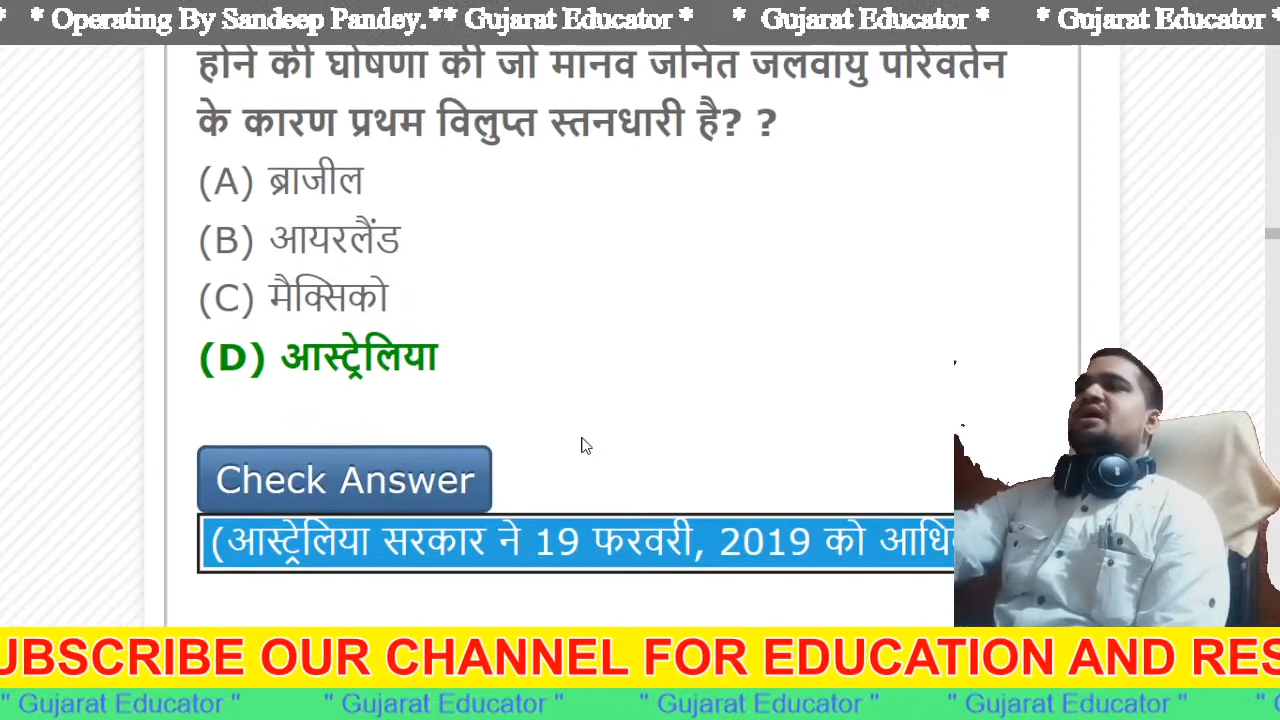 * * Operating By Sandeep Pandey.** Gujarat Educator * * Gujarat Educator * * Gujarat Educator *
होने की घोषणा की जो मानव जनित जलवायु परिवर्तन
के कारण प्रथम विलुप्त स्तनधारी है? ?
(A) ब्राजील
(B) आयरलैंड
(C) मैक्सिको
(D) आस्ट्रेलिया
Check Answer
(आस्ट्रेलिया सरकार ने 19 फरवरी, 2019 को
UBSCRIBE OUR CHANNEL FOR EDUCATION AND RES
" Gujarat Educator " " Gujarat Educator " " Gujarat Educator " " Gujarat Educator " "